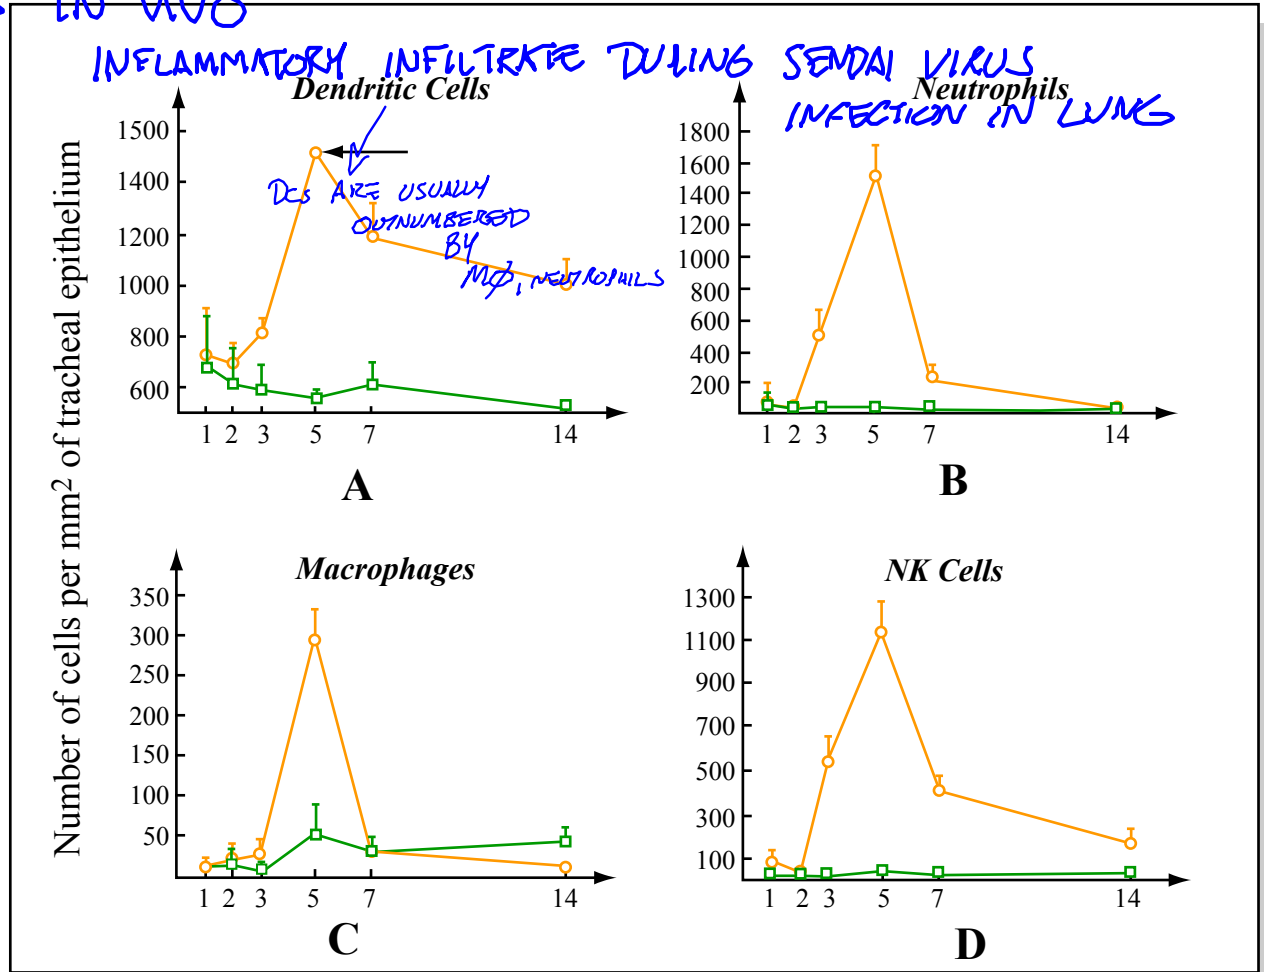 IN VIVO
INFLAMMATORY INFILTRATE DURING SENDAI VIRUS
INFECTION IN LUNG
Number of cells per mm² of tracheal epithelium
Dendritic Cells
1500
1400
1200
1000
800
600
DCs ARE USUALLY
OUTNUMBERED
BY
MØ, NEUTROPHILS
1 2 3 5 7 14
A
Neutrophils
1800
1600
1400
1200
1000
800
600
400
200
1 2 3 5 7 14
B
Macrophages
350
300
250
200
150
100
50
1 2 3 5 7 14
C
NK Cells
1300
1100
900
700
500
300
100
1 2 3 5 7 14
D